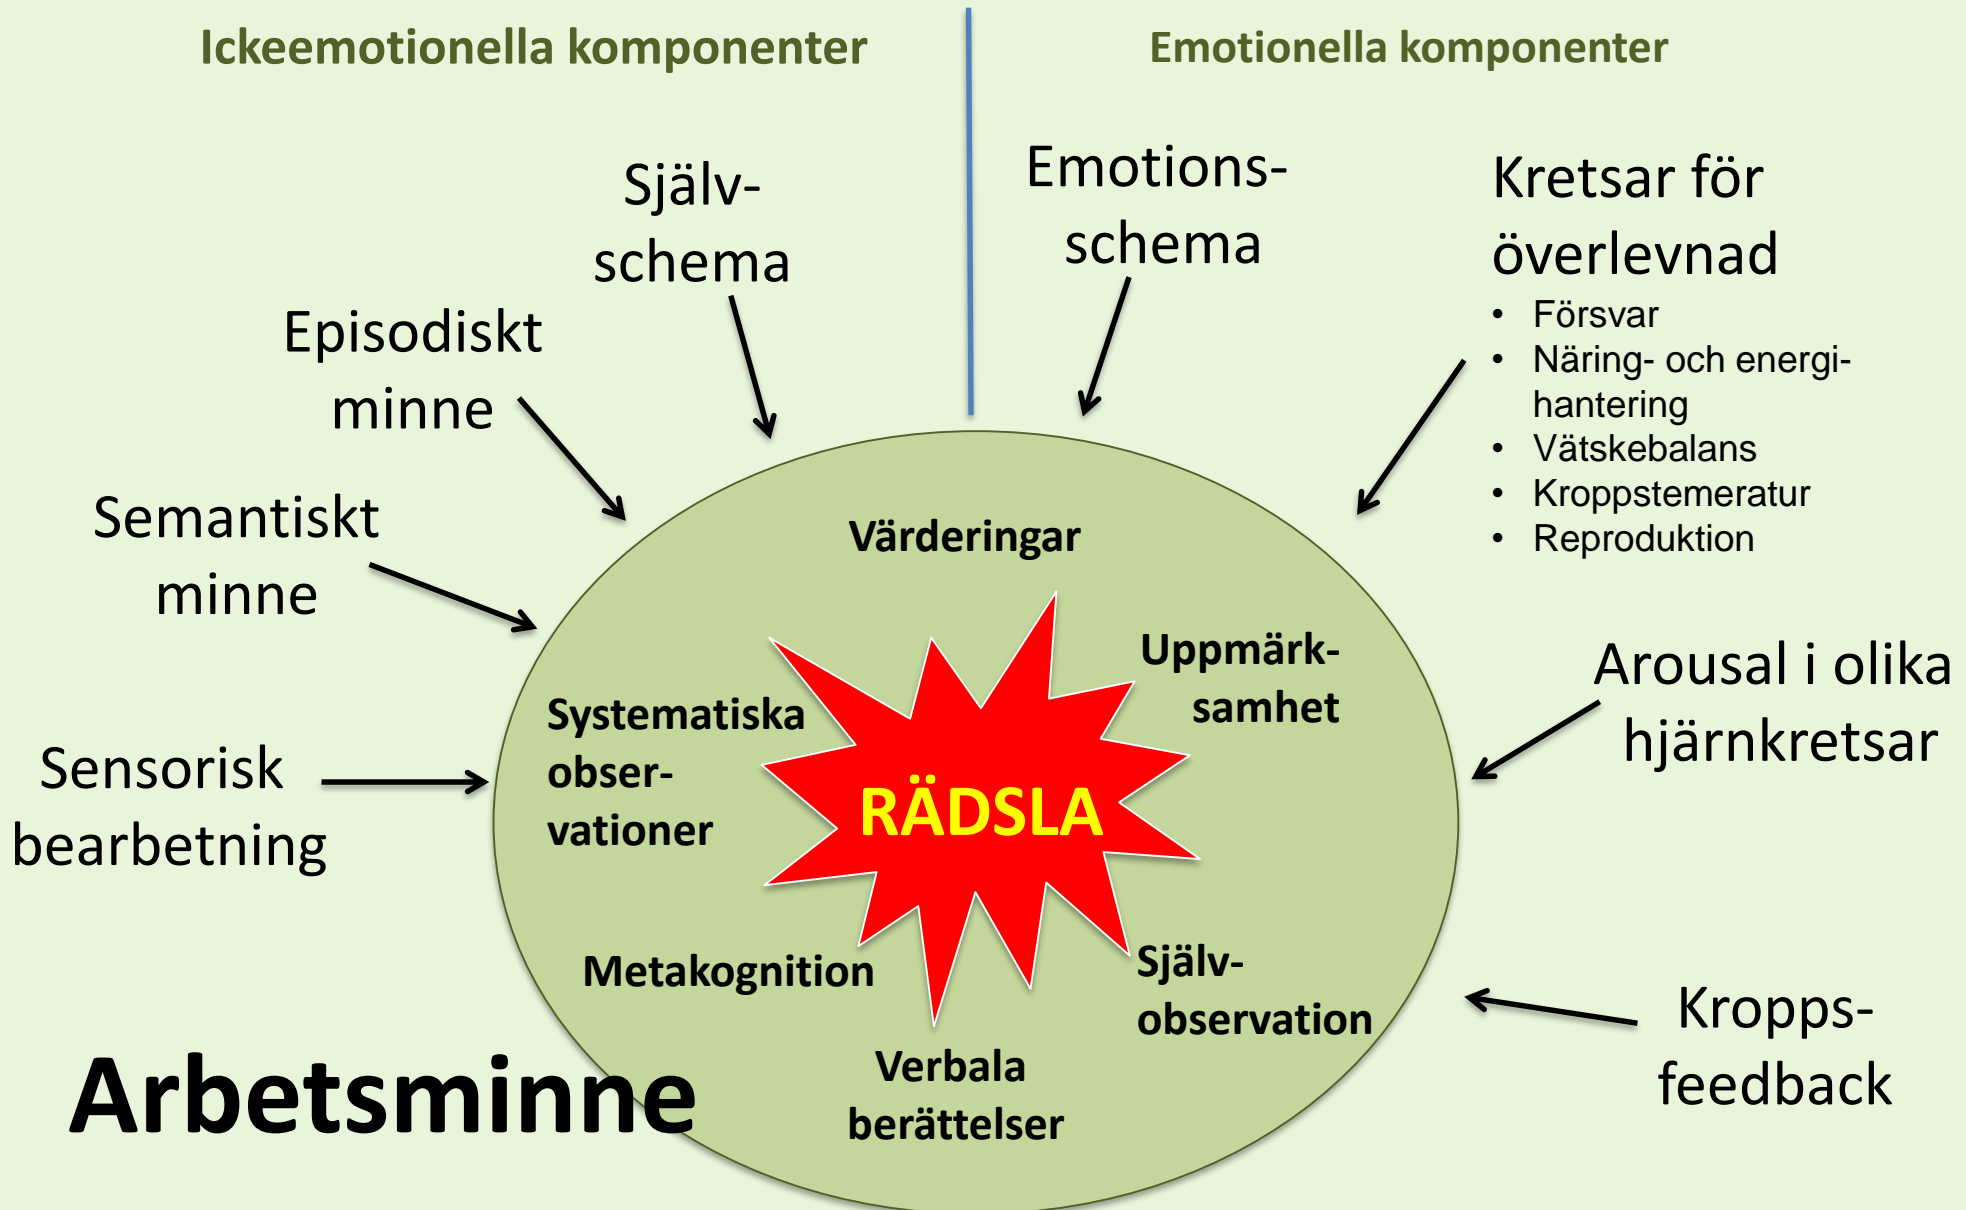 Ickeemotionella komponenter
Emotionella komponenter
Själv-
schema
Emotions-
schema
Kretsar för
överlevnad
• Försvar
• Näring- och energi-
hantering
• Vätskebalans
• Kroppstemeratur
• Reproduktion
Episodiskt
minne
Semantiskt
minne
Sensorisk
bearbetning
Värderingar
Uppmärk-
samhet
Systematiska
obser-
vationer
RÄDSLA
Metakognition
Själv-
observation
Verbala
berättelser
Arousal i olika
hjärnkretsar
Kropps-
feedback
Arbetsminne